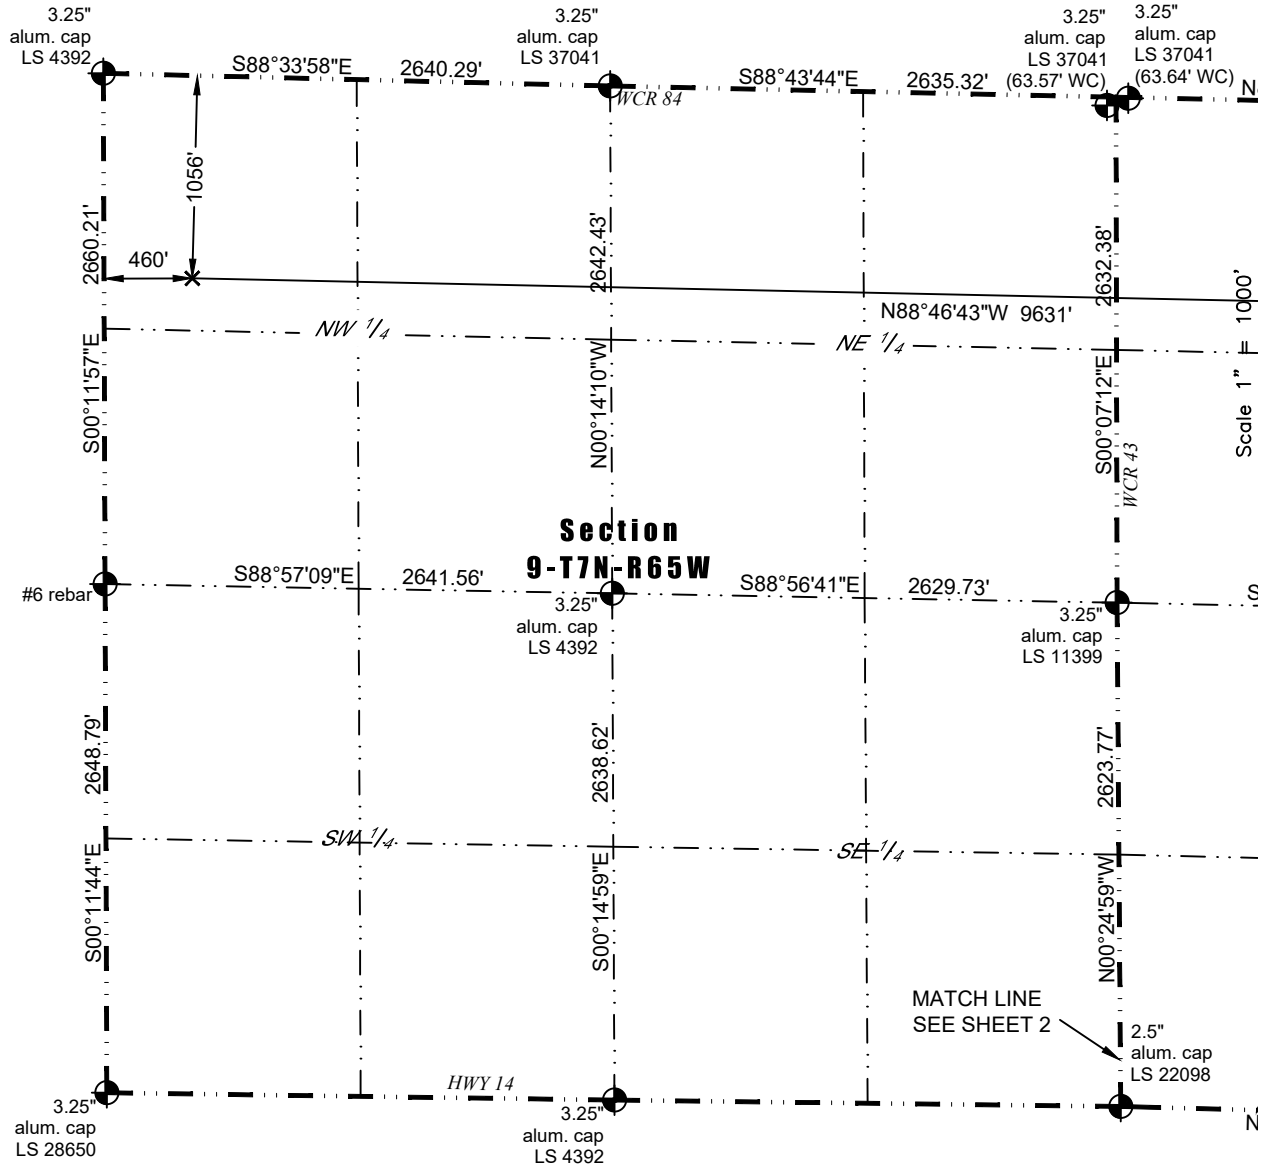 3.25"
alum. cap
LS 4392
3.25"
alum. cap
LS 37041
3.25"
alum. cap
LS 37041
(63.57' WC)
3.25"
alum. cap
LS 37041
(63.64' WC)
S88°33'58"E 2640.29'
S88°43'44"E 2635.32'
N
WCR 84
1056'
460'
2660.21'
S00°11'57"E
2642.43'
N00°14'10"W
2632.38'
S00°07'12"E
N88°46'43"W 9631'
NW 1/4
NE 1/4
Scale 1" = 1000'
WCR 43
Section
9-T7N-R65W
S88°57'09"E 2641.56'
S88°56'41"E 2629.73'
#6 rebar
3.25"
alum. cap
LS 4392
3.25"
alum. cap
LS 11399
S
2648.79'
S00°11'44"E
2638.62'
S00°14'59"E
2623.77'
N00°24'59"W
SW 1/4
SE 1/4
MATCH LINE
SEE SHEET 2
2.5"
alum. cap
LS 22098
HWY 14
3.25"
alum. cap
LS 28650
3.25"
alum. cap
LS 4392
N